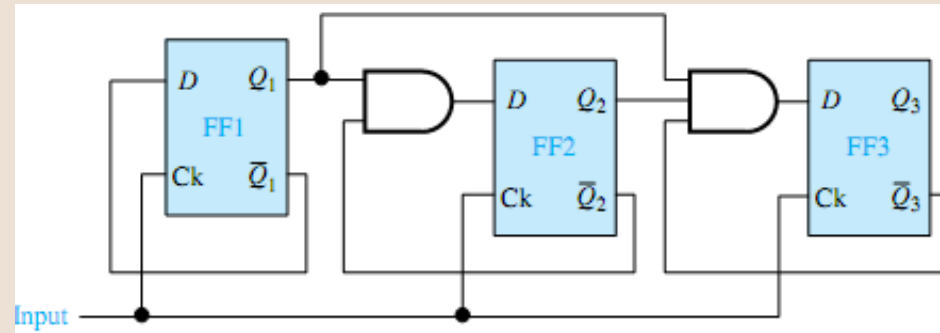 D Q₁
FF1
Ck Q̅₁
D Q₂
FF2
Ck Q̅₂
D Q₃
FF3
Ck Q̅₃
Input